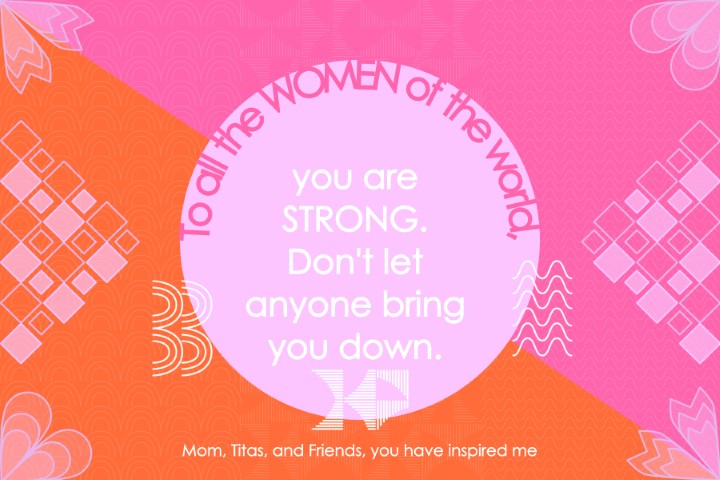 To all the WOMEN of the world,
you are
STRONG.
Don't let
anyone bring
you down.
Mom, Titas, and Friends, you have inspired me